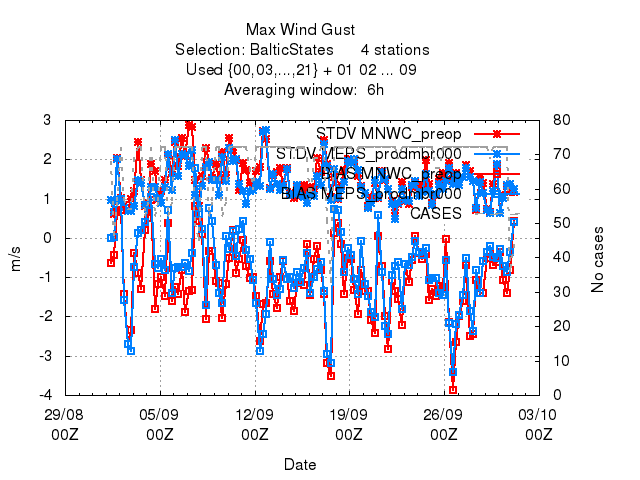 Max Wind Gust
Selection: BalticStates 4 stations
Used {00,03,...,21} + 01 02 ... 09
Averaging window: 6h
3 80
STDV MNWC_preop
2 70
STDV MEPS_prodmbr000
BIAS MNWC_preop
1 60
BIAS MEPS_prodmbr000
CASES
0 50
m/s
-1 40
No cases
30
-2 20
-3 10
-4 0
29/08 05/09 12/09 19/09 26/09 03/10
00Z 00Z 00Z 00Z 00Z 00Z
Date